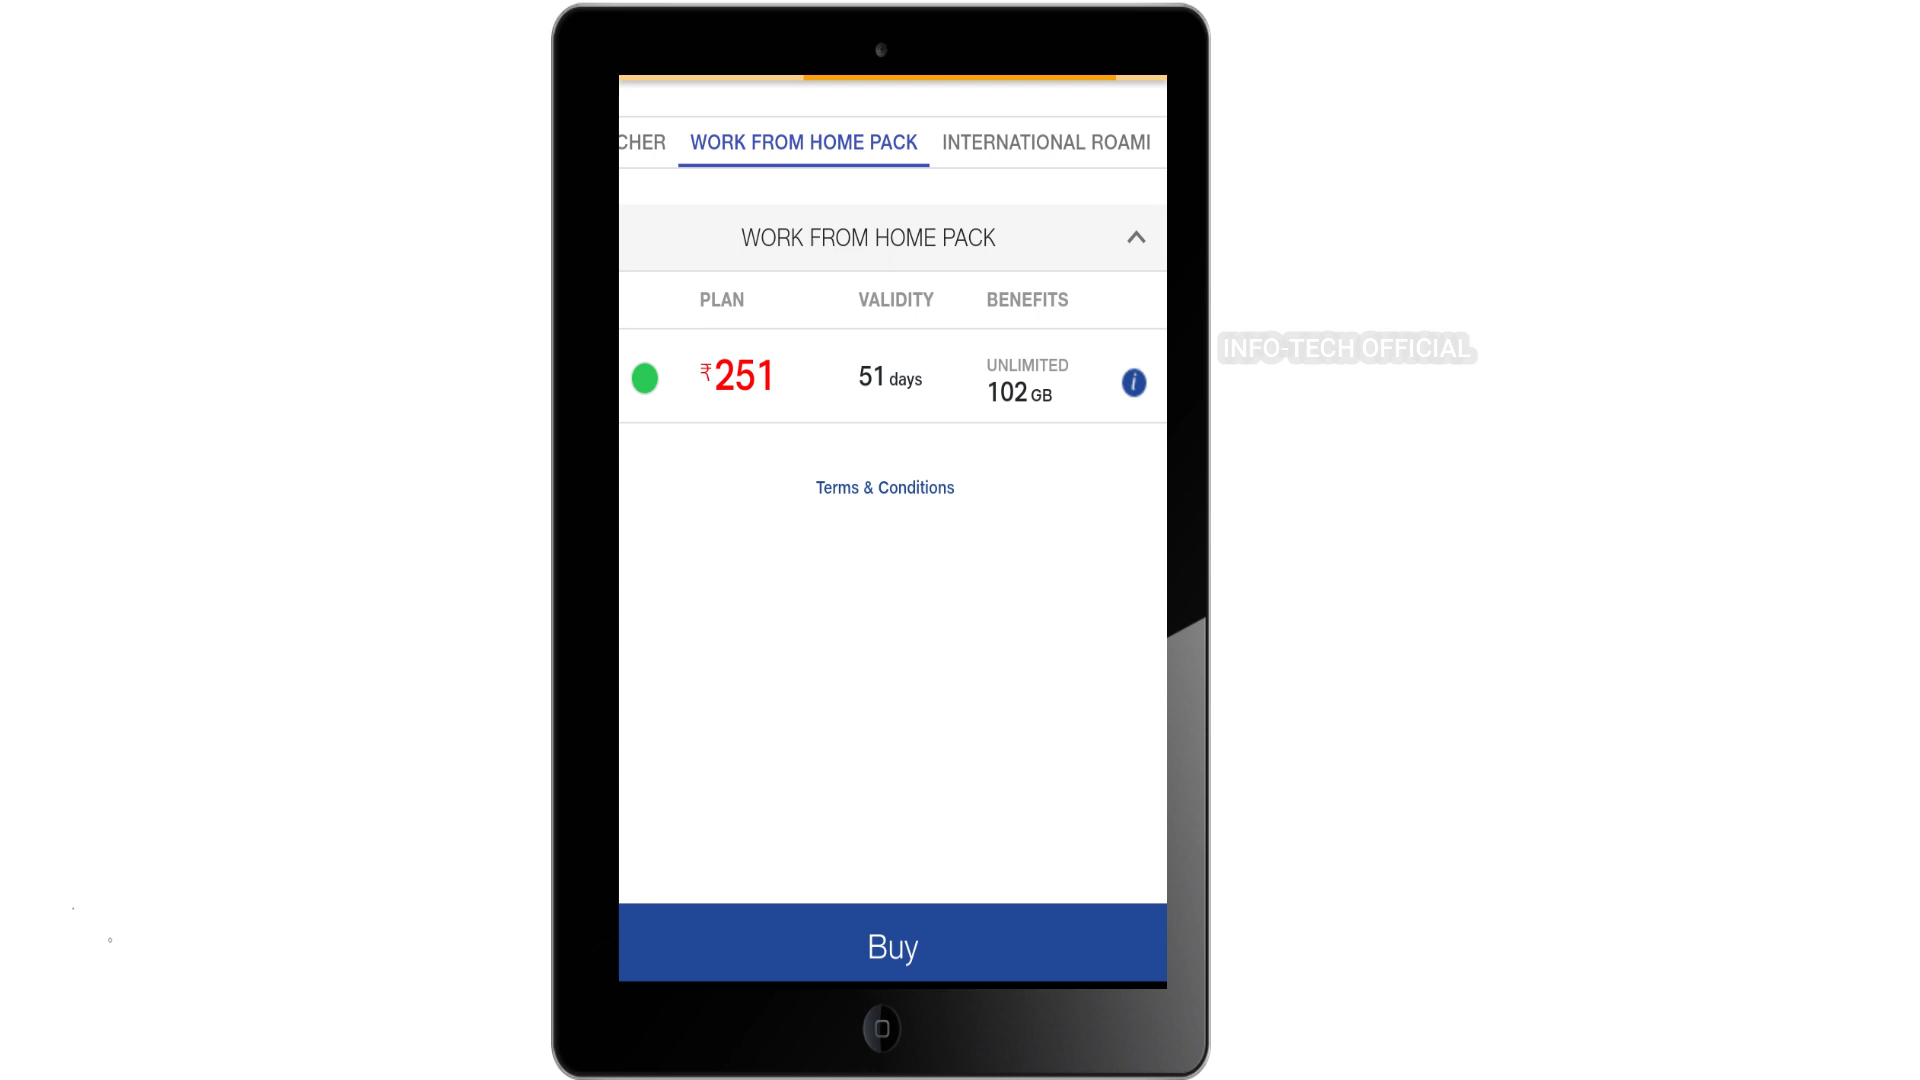 CHER WORK FROM HOME PACK INTERNATIONAL ROAMI
WORK FROM HOME PACK
PLAN VALIDITY BENEFITS
₹251 51 days UNLIMITED 102 GB i
INFO-TECH OFFICIAL
Terms & Conditions
Buy